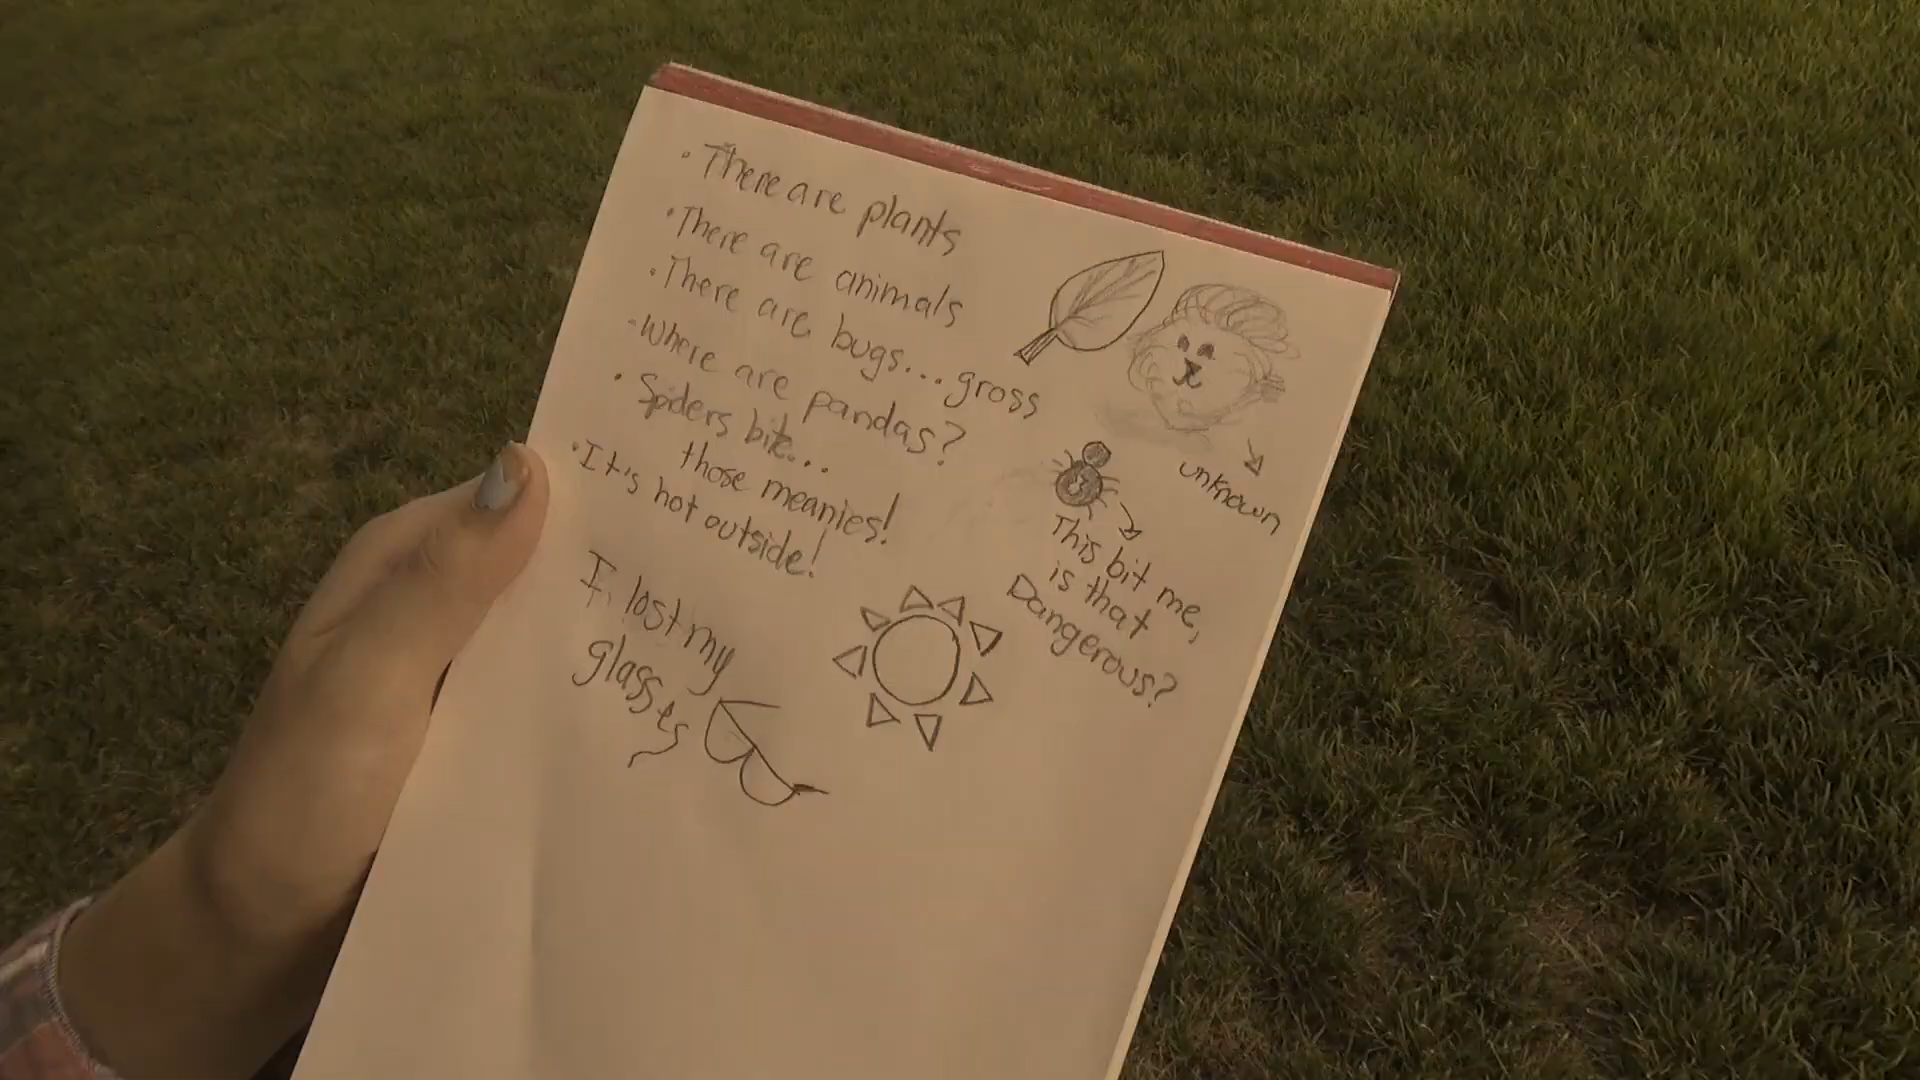 · There are plants
· There are animals
· There are bugs... gross
· Where are pandas?
· Spiders bite...
those meanies!
· It's hot outside!
I lost my
glasses
unknown
This bit me,
is that
Dangerous?